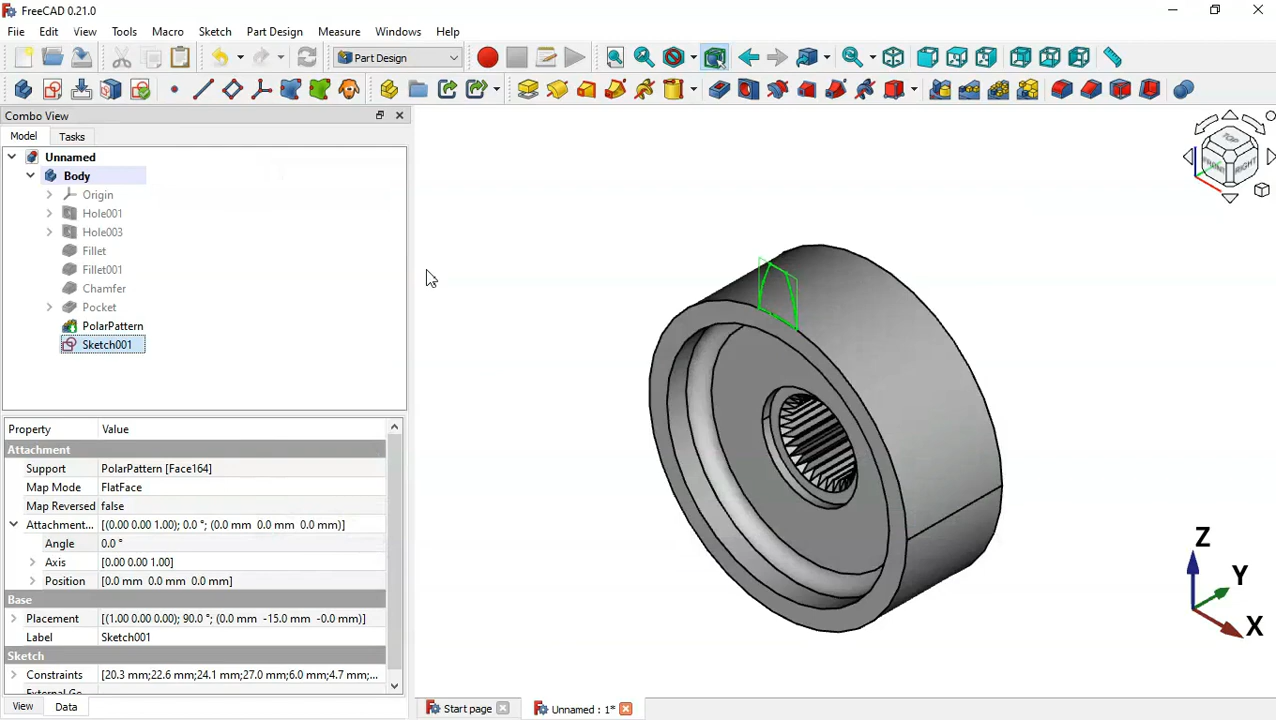 FreeCAD 0.21.0
File Edit View Tools Macro Sketch Part Design Measure Windows Help
Part Design
Combo View
Model Tasks
Unnamed
Body
Origin
Hole001
Hole003
Fillet
Fillet001
Chamfer
Pocket
PolarPattern
Sketch001
Property Value
Attachment
Support PolarPattern [Face164]
Map Mode FlatFace
Map Reversed false
Attachment... [(0.00 0.00 1.00); 0.0 °; (0.0 mm 0.0 mm 0.0 mm)]
Angle 0.0 °
Axis [0.00 0.00 1.00]
Position [0.0 mm 0.0 mm 0.0 mm]
Base
Placement [(1.00 0.00 0.00); 90.0 °; (0.0 mm -15.0 mm -0.0 mm)]
Label Sketch001
Sketch
Constraints [20.3 mm;22.6 mm;24.1 mm;27.0 mm;6.0 mm;4.7 mm;...
View Data
TOP
FRONT RIGHT
Z
Y
X
Start page Unnamed : 1*